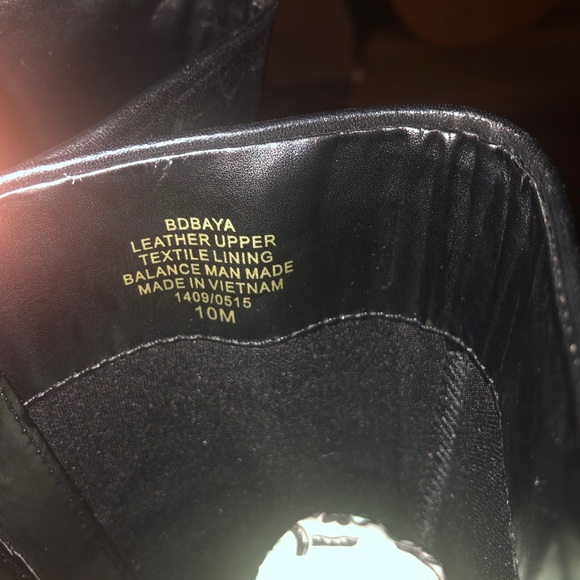 BDBAYA
LEATHER UPPER
TEXTILE LINING
BALANCE MAN MADE
MADE IN VIETNAM
1409/0515
10M